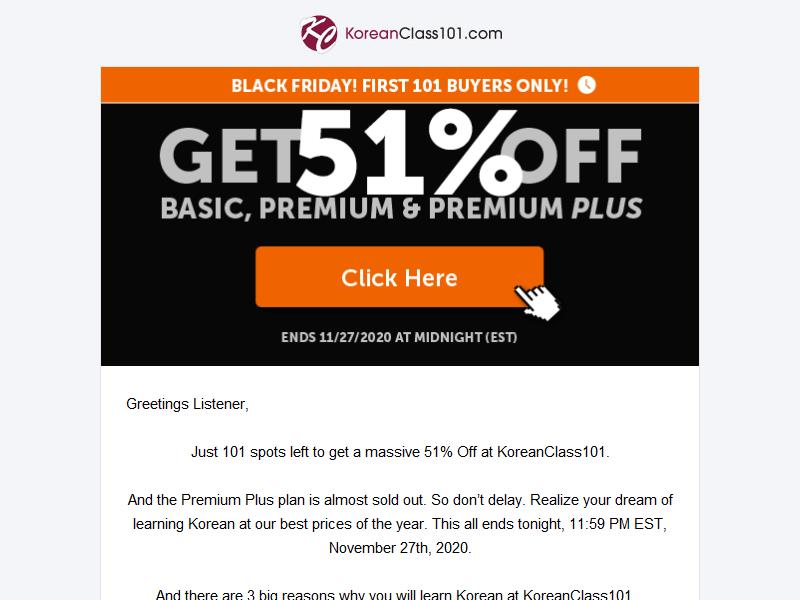 KoreanClass101.com
BLACK FRIDAY! FIRST 101 BUYERS ONLY!
GET 51% OFF
BASIC, PREMIUM & PREMIUM PLUS
Click Here
ENDS 11/27/2020 AT MIDNIGHT (EST)
Greetings Listener,
Just 101 spots left to get a massive 51% Off at KoreanClass101.
And the Premium Plus plan is almost sold out. So don’t delay. Realize your dream of
learning Korean at our best prices of the year. This all ends tonight, 11:59 PM EST,
November 27th, 2020.
And there are 3 big reasons why you will learn Korean at KoreanClass101